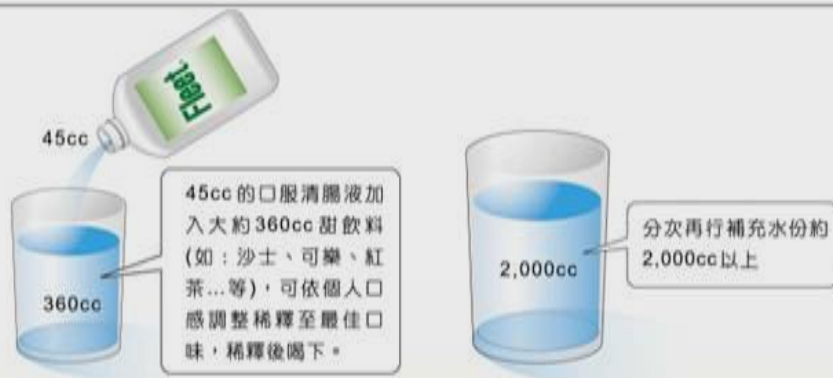 Fleet
45cc
45cc的口服清腸液加
入大約360cc甜飲料
(如：沙士、可樂、紅
茶...等)，可依個人口
感調整稀釋至最佳口
味，稀釋後喝下。
360cc
2,000cc
分次再行補充水份約
2,000cc以上